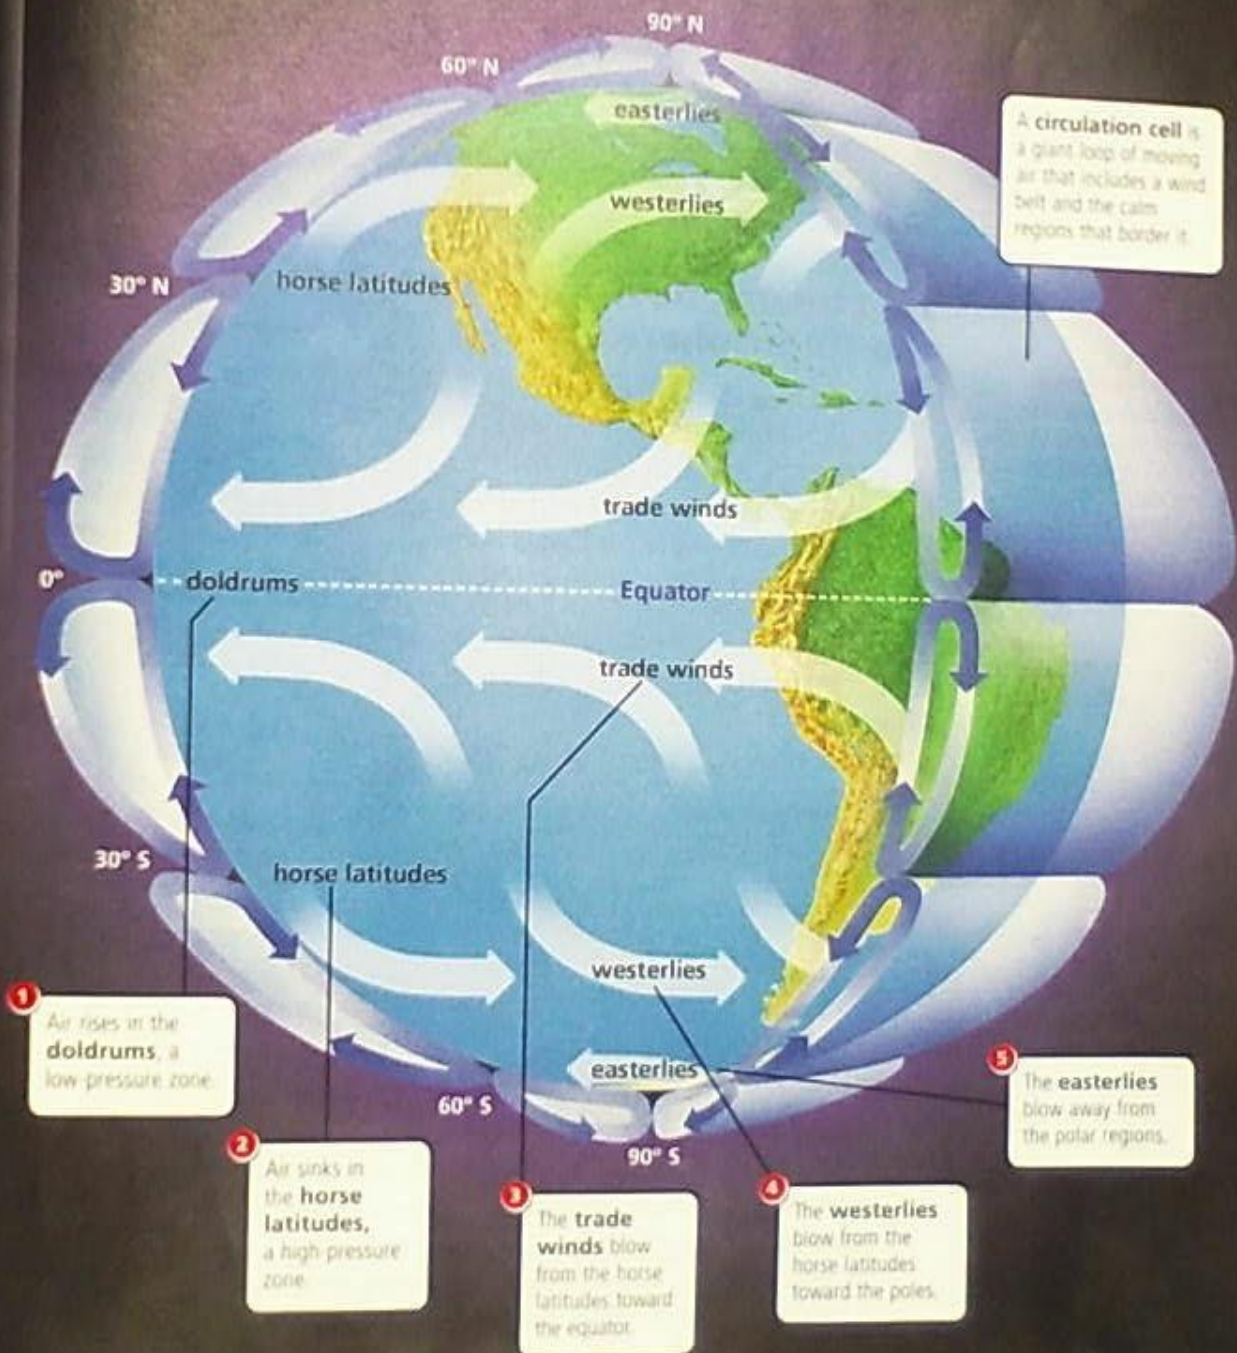 90° N
60° N
easterlies
A circulation cell is
a giant loop of moving
air that includes a wind
belt and the calm
regions that border it.
westerlies
30° N
horse latitudes
trade winds
0°
doldrums
Equator
trade winds
30° S
horse latitudes
westerlies
easterlies
60° S
90° S
1
Air rises in the
doldrums, a
low-pressure zone.
2
Air sinks in
the horse
latitudes,
a high-pressure
zone.
3
The trade
winds blow
from the horse
latitudes toward
the equator.
4
The westerlies
blow from the
horse latitudes
toward the poles.
5
The easterlies
blow away from
the polar regions.